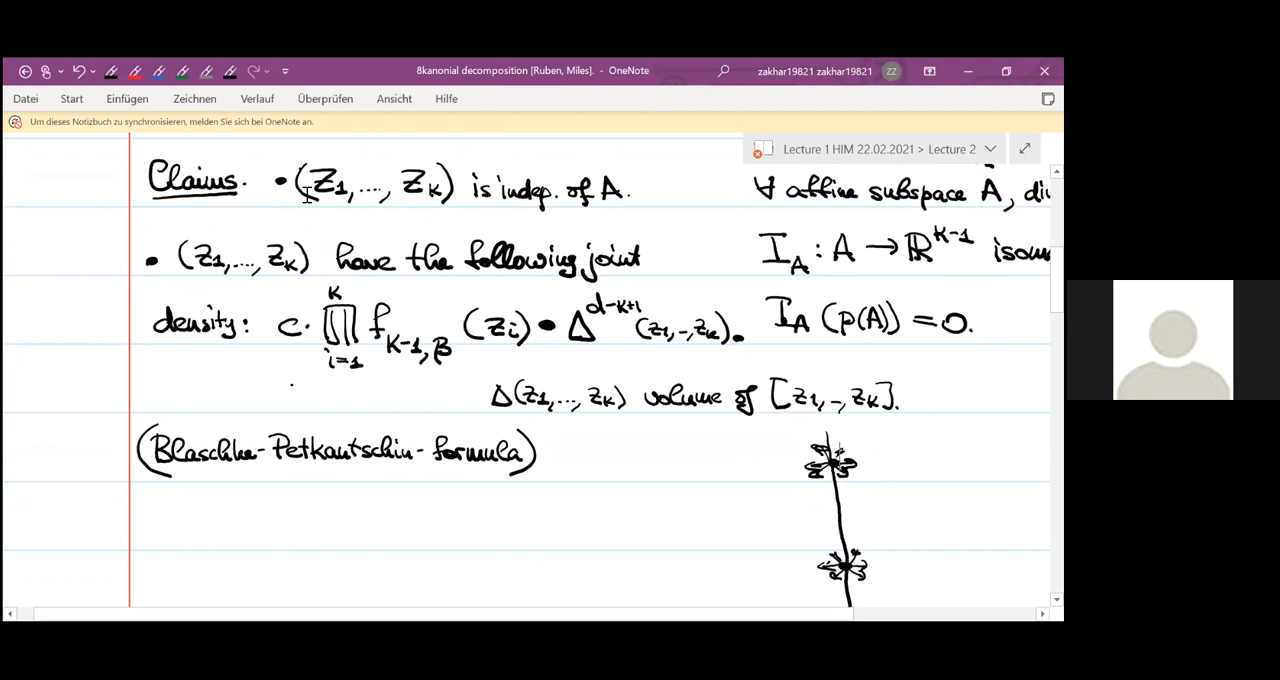 8kanonial decomposition [Ruben, Miles]. - OneNote
zakhar19821 zakhar19821
ZZ
Datei Start Einfügen Zeichnen Verlauf Überprüfen Ansicht Hilfe
Um dieses Notizbuch zu synchronisieren, melden Sie sich bei OneNote an.
Lecture 1 HIM 22.02.2021 > Lecture 2
Claims. • (Z1, ..., Zk) is indep. of A.
• (Z1, ..., Zk) have the following joint
density: c · ∏_{i=1}^{k} f_{k-1,β} (zi) • Δ^{d-k+1} (z1, -, zk).
Δ(z1, ..., zk) volume of [z1, -, zk].
(Blaschke-Petkantschin-formula)
∀ affine subspace A, di
I_A : A → ℝ^{k-1} isom
I_A (p(A)) = 0.